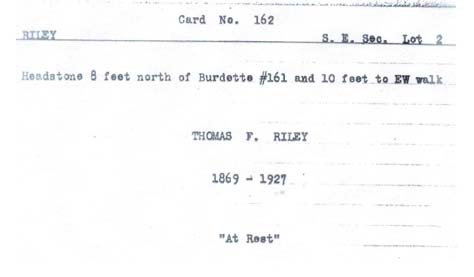 Card No. 162
RILEY S. E. Sec. Lot 2
Headstone 8 feet north of Burdette #161 and 10 feet to EW walk
THOMAS F. RILEY
1869 - 1927
"At Rest"